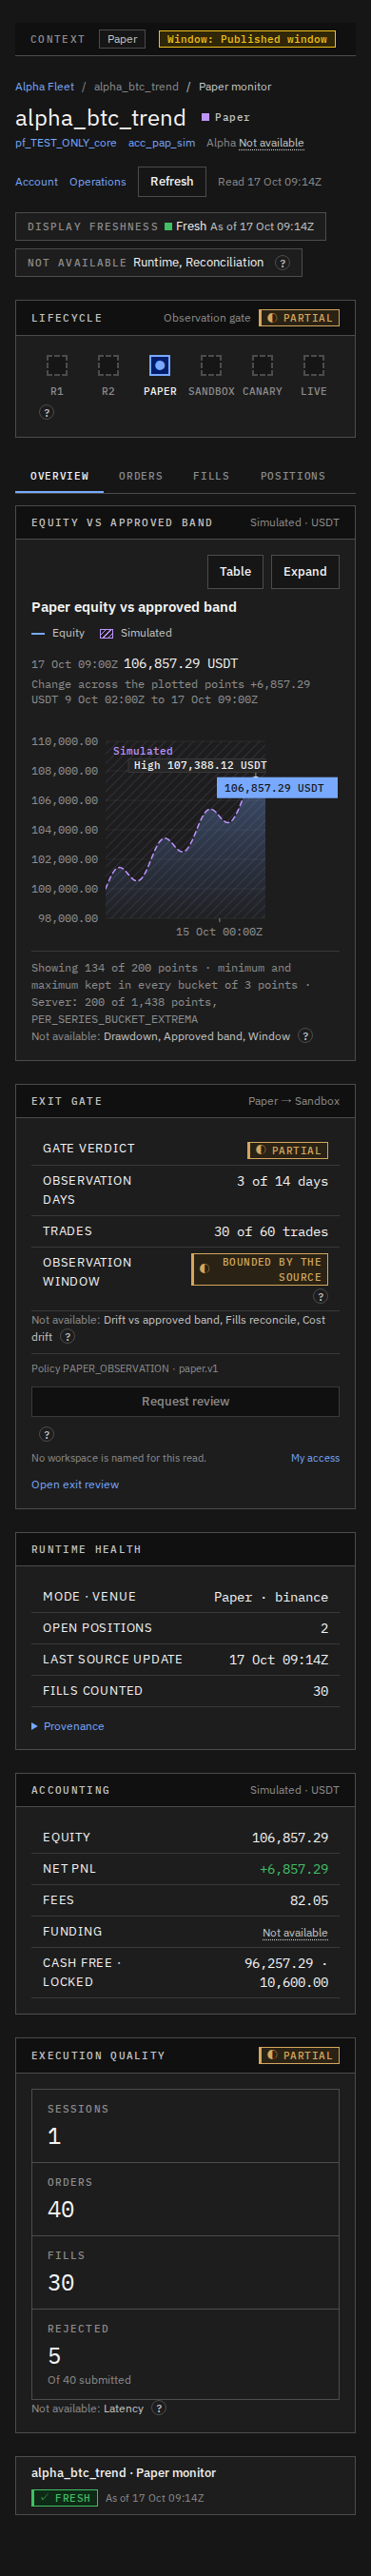 CONTEXT Paper Window: Published window
Alpha Fleet / alpha_btc_trend / Paper monitor
alpha_btc_trend Paper
pf_TEST_ONLY_core acc_pap_sim Alpha Not available
Account Operations Refresh Read 17 Oct 09:14Z
DISPLAY FRESHNESS Fresh As of 17 Oct 09:14Z
NOT AVAILABLE Runtime, Reconciliation ?
LIFECYCLE Observation gate PARTIAL
R1 R2 PAPER SANDBOX CANARY LIVE
?
OVERVIEW ORDERS FILLS POSITIONS
EQUITY VS APPROVED BAND Simulated · USDT
Table Expand
Paper equity vs approved band
Equity Simulated
17 Oct 09:00Z 106,857.29 USDT
Change across the plotted points +6,857.29
USDT 9 Oct 02:00Z to 17 Oct 09:00Z
110,000.00
Simulated
High 107,388.12 USDT
108,000.00
106,857.29 USDT
106,000.00
104,000.00
102,000.00
100,000.00
98,000.00
15 Oct 00:00Z
Showing 134 of 200 points · minimum and
maximum kept in every bucket of 3 points ·
Server: 200 of 1,438 points,
PER_SERIES_BUCKET_EXTREMA
Not available: Drawdown, Approved band, Window ?
EXIT GATE Paper → Sandbox
GATE VERDICT PARTIAL
OBSERVATION DAYS 3 of 14 days
TRADES 30 of 60 trades
OBSERVATION WINDOW BOUNDED BY THE SOURCE
?
Not available: Drift vs approved band, Fills reconcile, Cost
drift ?
Policy PAPER_OBSERVATION · paper.v1
Request review
?
No workspace is named for this read. My access
Open exit review
RUNTIME HEALTH
MODE · VENUE Paper · binance
OPEN POSITIONS 2
LAST SOURCE UPDATE 17 Oct 09:14Z
FILLS COUNTED 30
Provenance
ACCOUNTING Simulated · USDT
EQUITY 106,857.29
NET PNL +6,857.29
FEES 82.05
FUNDING Not available
CASH FREE · LOCKED 96,257.29 · 10,600.00
EXECUTION QUALITY PARTIAL
SESSIONS
1
ORDERS
40
FILLS
30
REJECTED
5
Of 40 submitted
Not available: Latency ?
alpha_btc_trend · Paper monitor
✓ FRESH As of 17 Oct 09:14Z